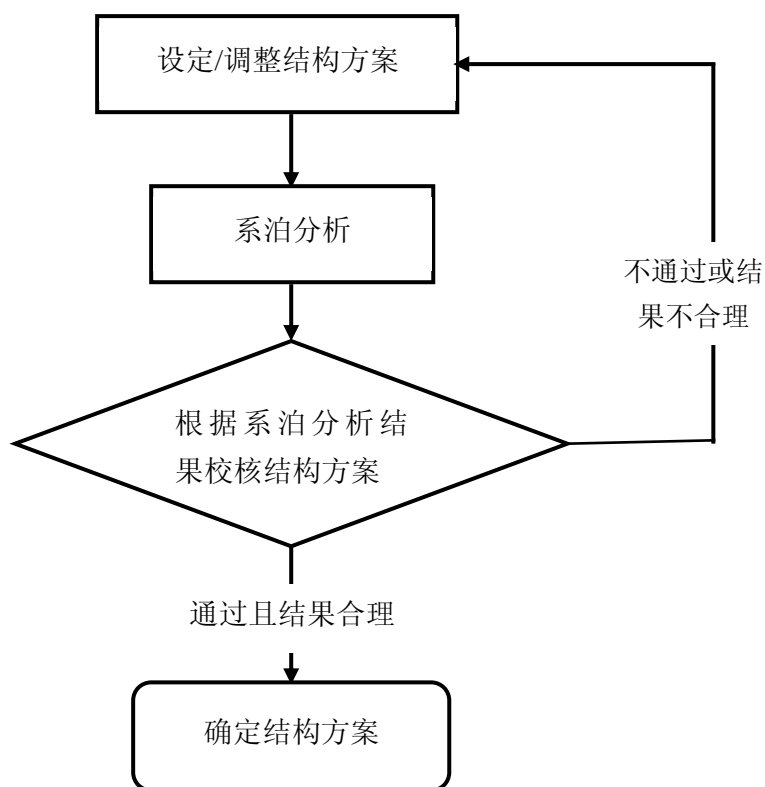 设定/调整结构方案
系泊分析
不通过或结
果不合理
根据系泊分析结
果校核结构方案
通过且结果合理
确定结构方案